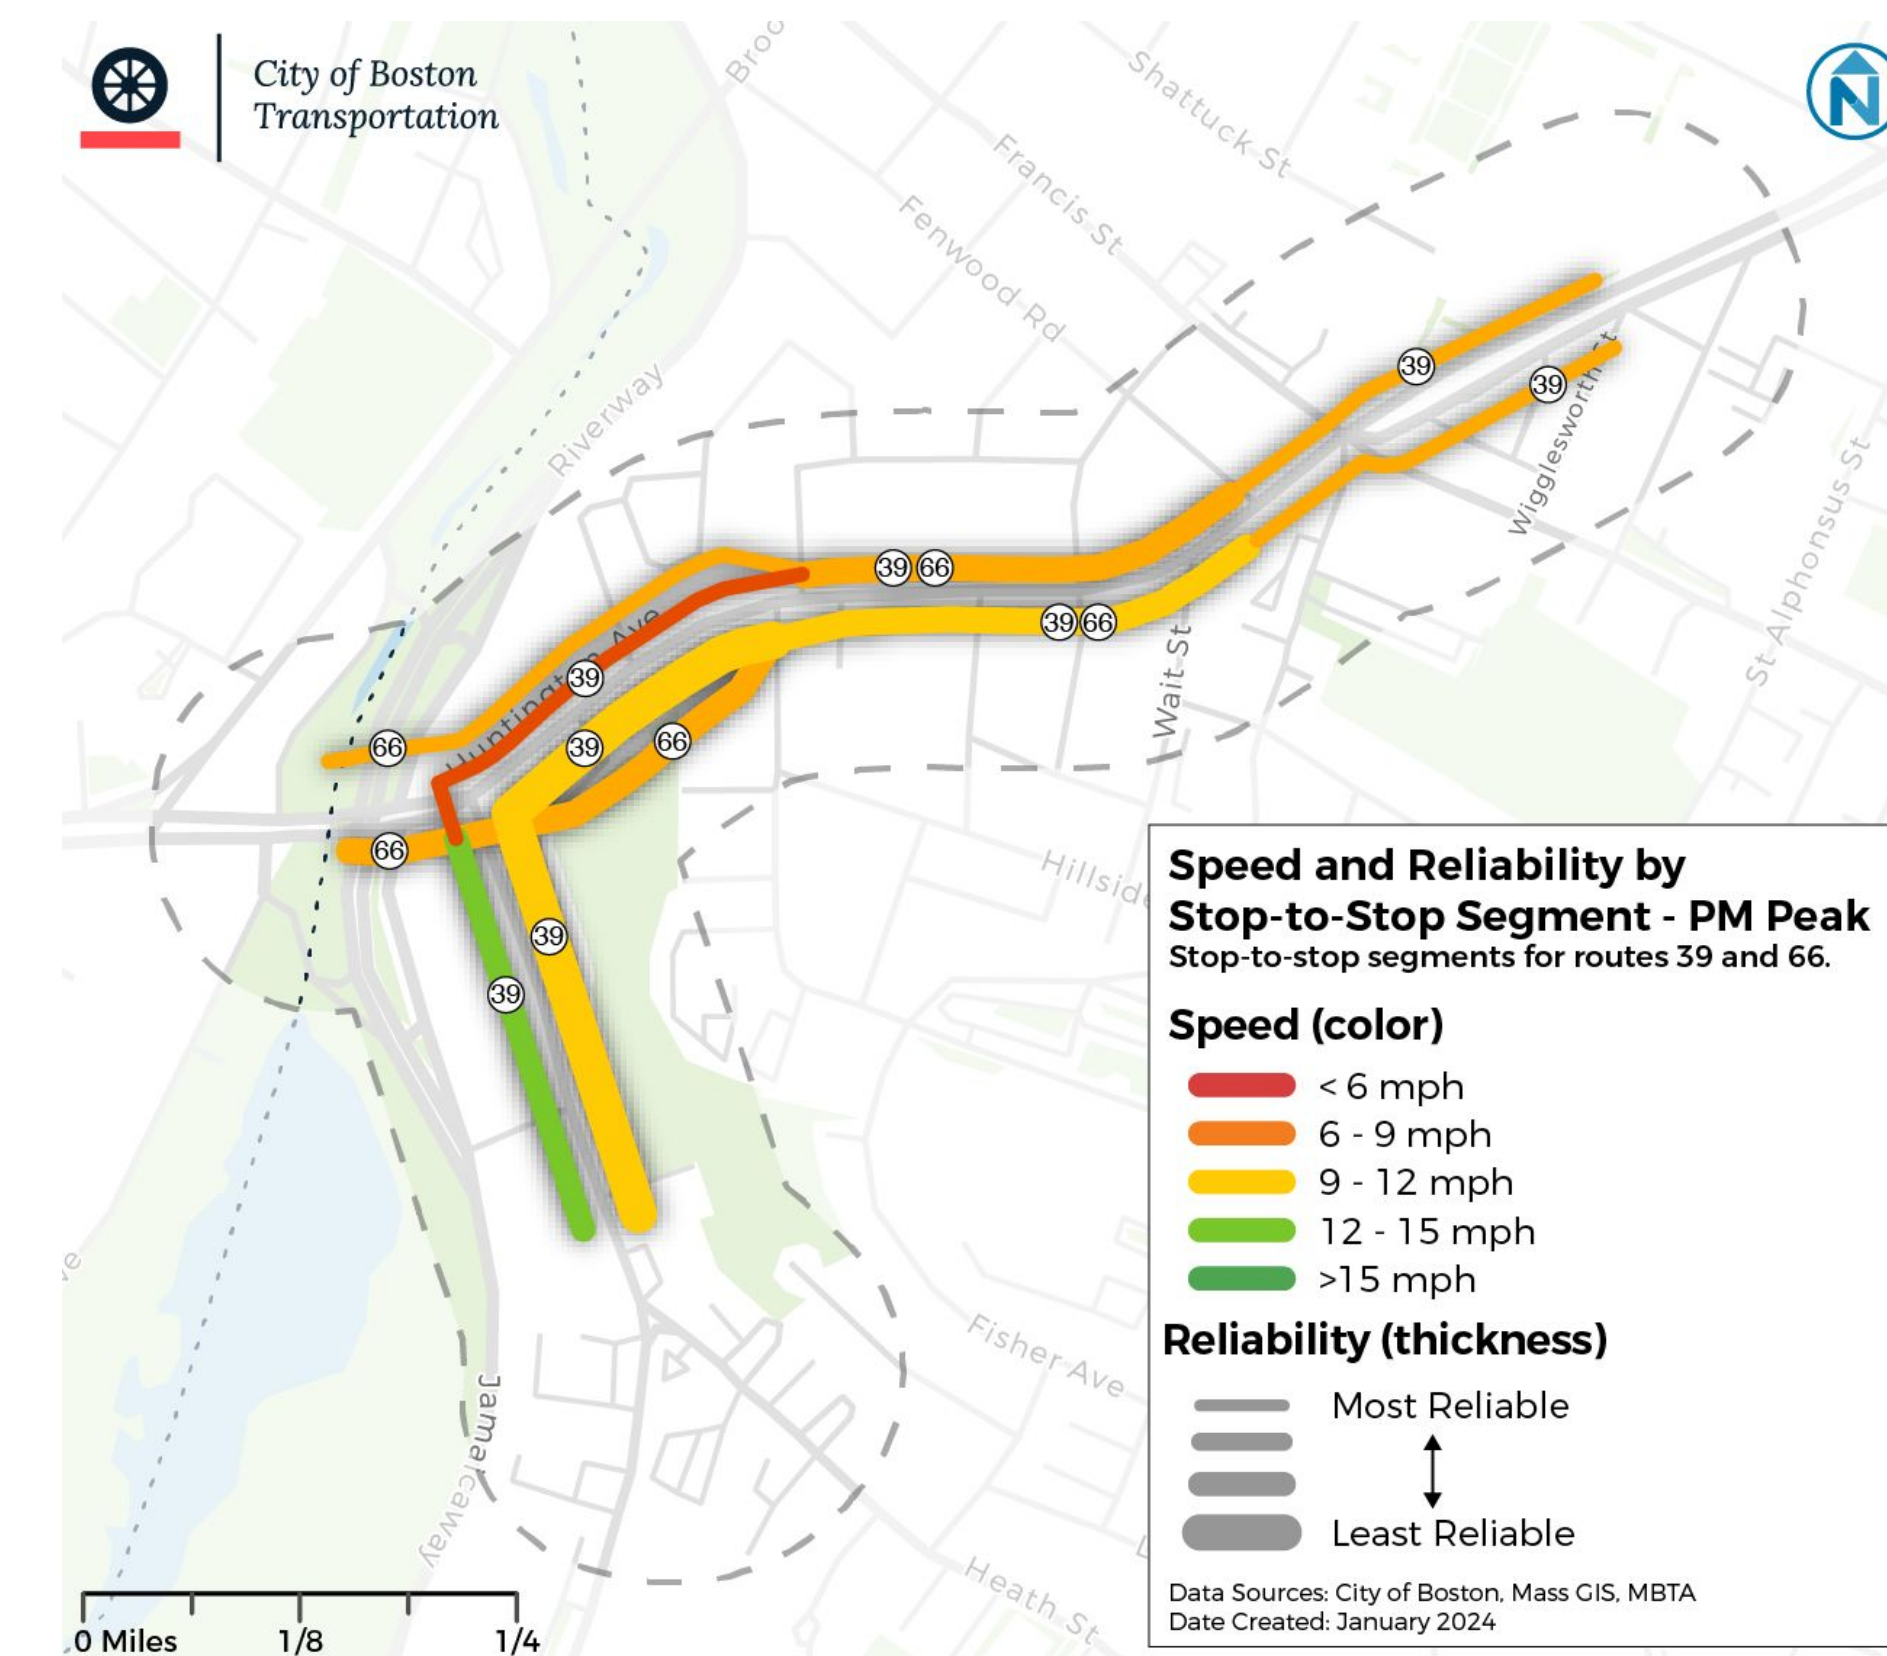 City of Boston
Transportation
N
Broo
Shattuck St
Francis St
Fenwood Rd
Riverway
39
39
Wigglesworth St
St Alphonsus St
39 66
39 66
Wait St
39
66
39
66
66
39
39
Hillside
Fisher Ave
Jamaicaway
Heath St
0 Miles 1/8 1/4
Speed and Reliability by
Stop-to-Stop Segment - PM Peak
Stop-to-stop segments for routes 39 and 66.
Speed (color)
< 6 mph
6 - 9 mph
9 - 12 mph
12 - 15 mph
>15 mph
Reliability (thickness)
Most Reliable
Least Reliable
Data Sources: City of Boston, Mass GIS, MBTA
Date Created: January 2024